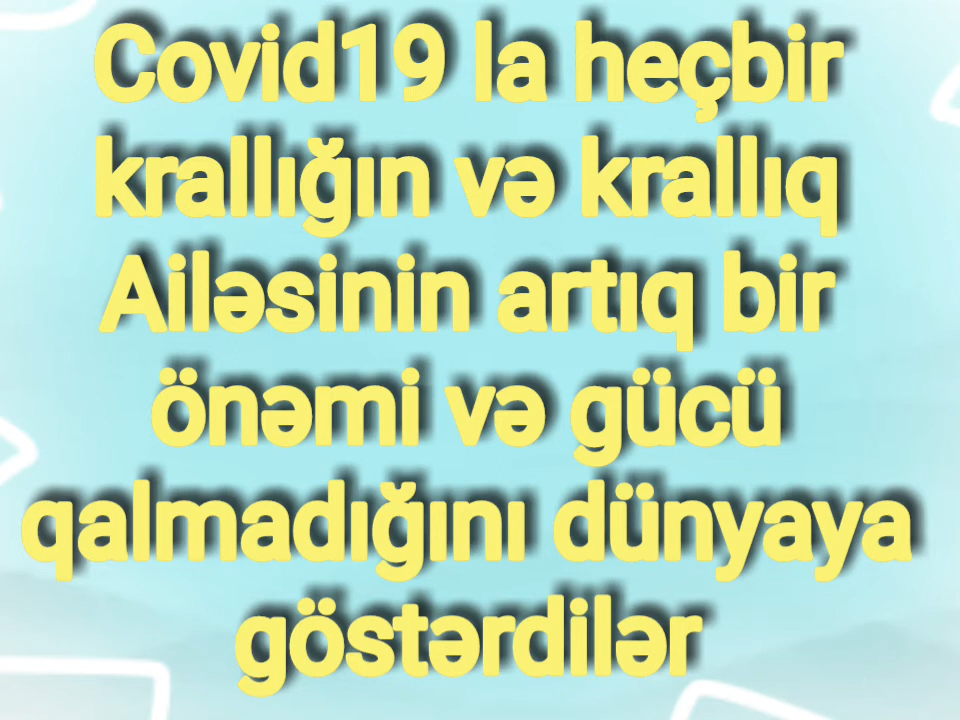 Covid19 la heçbir
krallığın və krallıq
Ailəsinin artıq bir
önəmi və gücü
qalmadığını dünyaya
göstərdilər